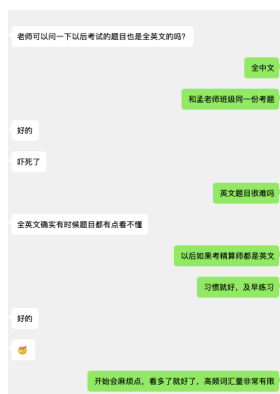 老师可以问一下以后考试的题目也是全英文的吗?
全中文
和孟老师班级同一份考题
好的
吓死了
英文题目很难吗
全英文确实有时候题目都有点看不懂
以后如果考精算师都是英文
习惯就好，及早练习
好的
开始会麻烦点，看多了就好了，高频词汇量非常有限